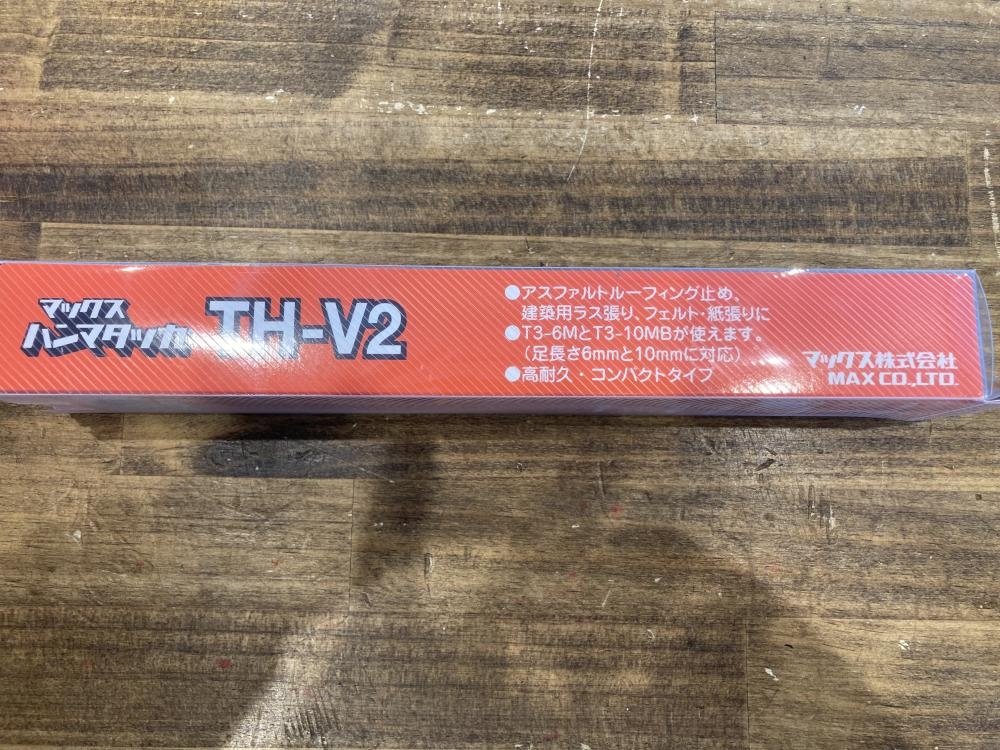 マックス
ハンマタッカ TH-V2
●アスファルトルーフィング止め、
建築用ラス張り、フェルト・紙張りに
●T3-6MとT3-10MBが使えます。
（足長さ6mmと10mmに対応）
●高耐久・コンパクトタイプ
マックス株式会社
MAX CO.,LTD.